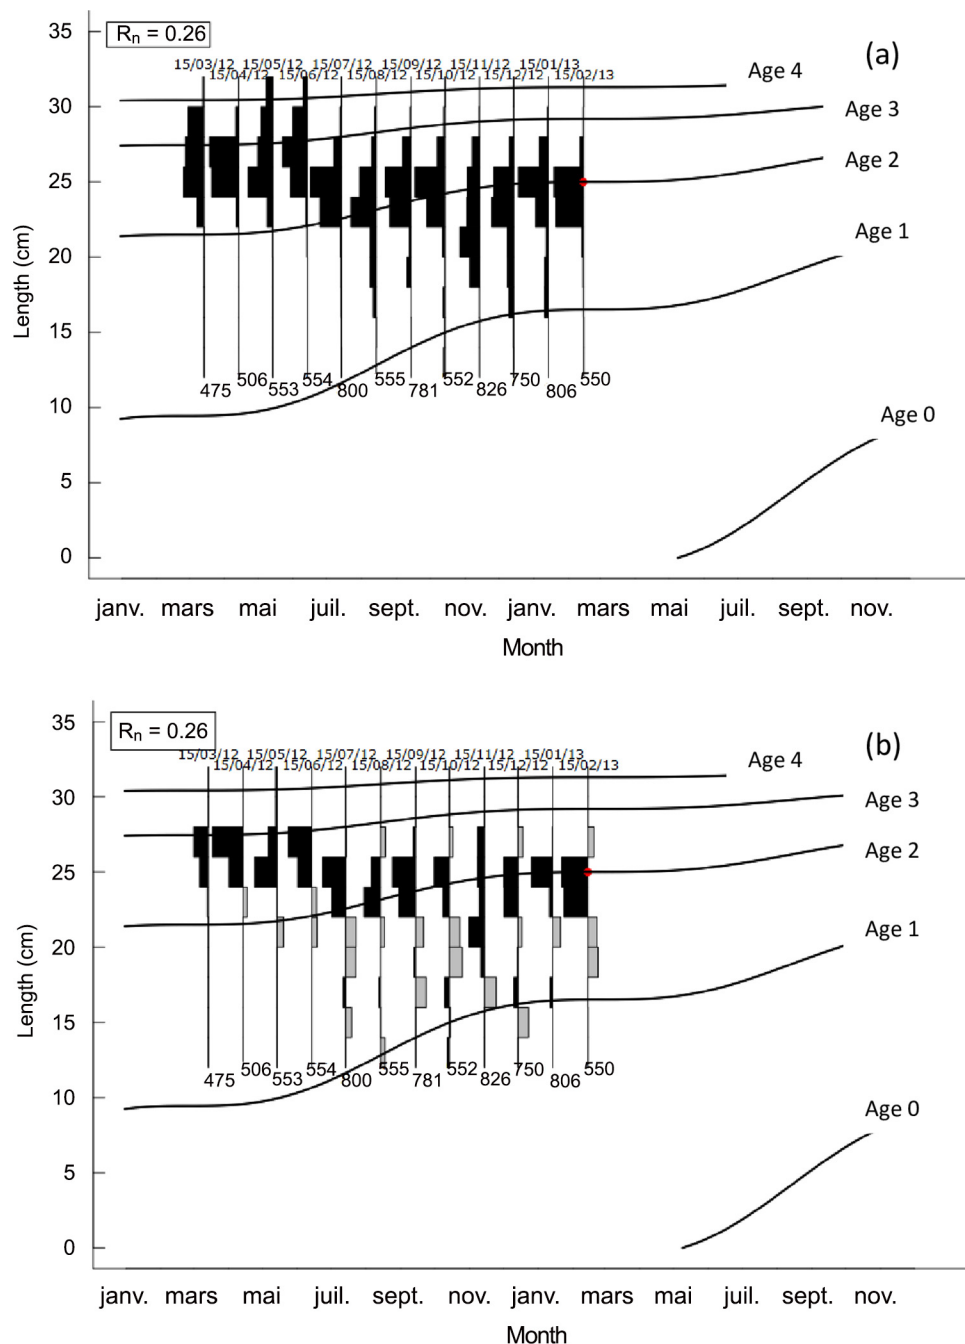 35
Rn = 0.26
(a)
15/03/12 15/05/12 15/07/12 15/09/12 15/11/12 15/01/13
15/04/12 15/06/12 15/08/12 15/10/12 15/12/12 15/02/13
Age 4
30
Age 3
Age 2
25
Age 1
20
Length (cm)
15
475 506 553 554 800 555 781 552 826 750 806 550
10
Age 0
5
0
janv. mars mai juil. sept. nov. janv. mars mai juil. sept. nov.
Month
35
Rn = 0.26
(b)
15/03/12 15/05/12 15/07/12 15/09/12 15/11/12 15/01/13
15/04/12 15/06/12 15/08/12 15/10/12 15/12/12 15/02/13
Age 4
30
Age 3
Age 2
25
Age 1
20
Length (cm)
15
475 506 553 554 800 555 781 552 826 750 806 550
10
Age 0
5
0
janv. mars mai juil. sept. nov. janv. mars mai juil. sept. nov.
Month